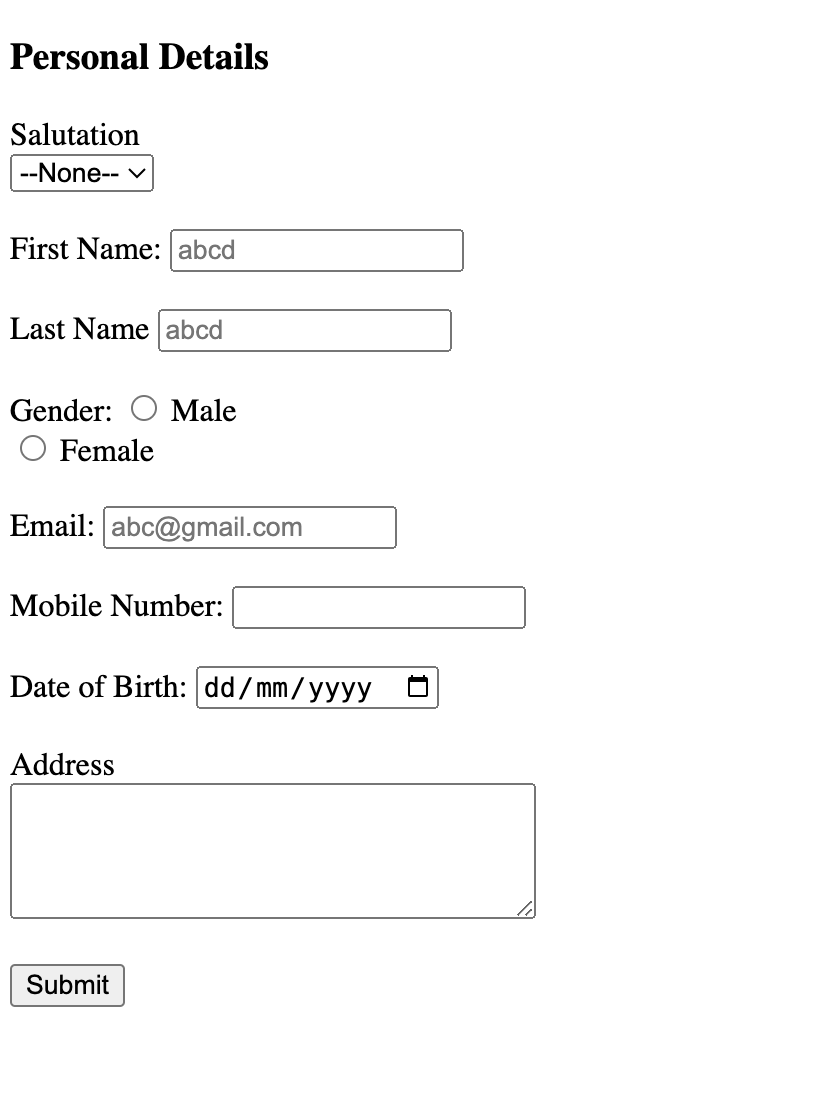 Personal Details
Salutation
--None--
First Name: abcd
Last Name abcd
Gender: Male
Female
Email: abc@gmail.com
Mobile Number:
Date of Birth: dd/mm/yyyy
Address
Submit